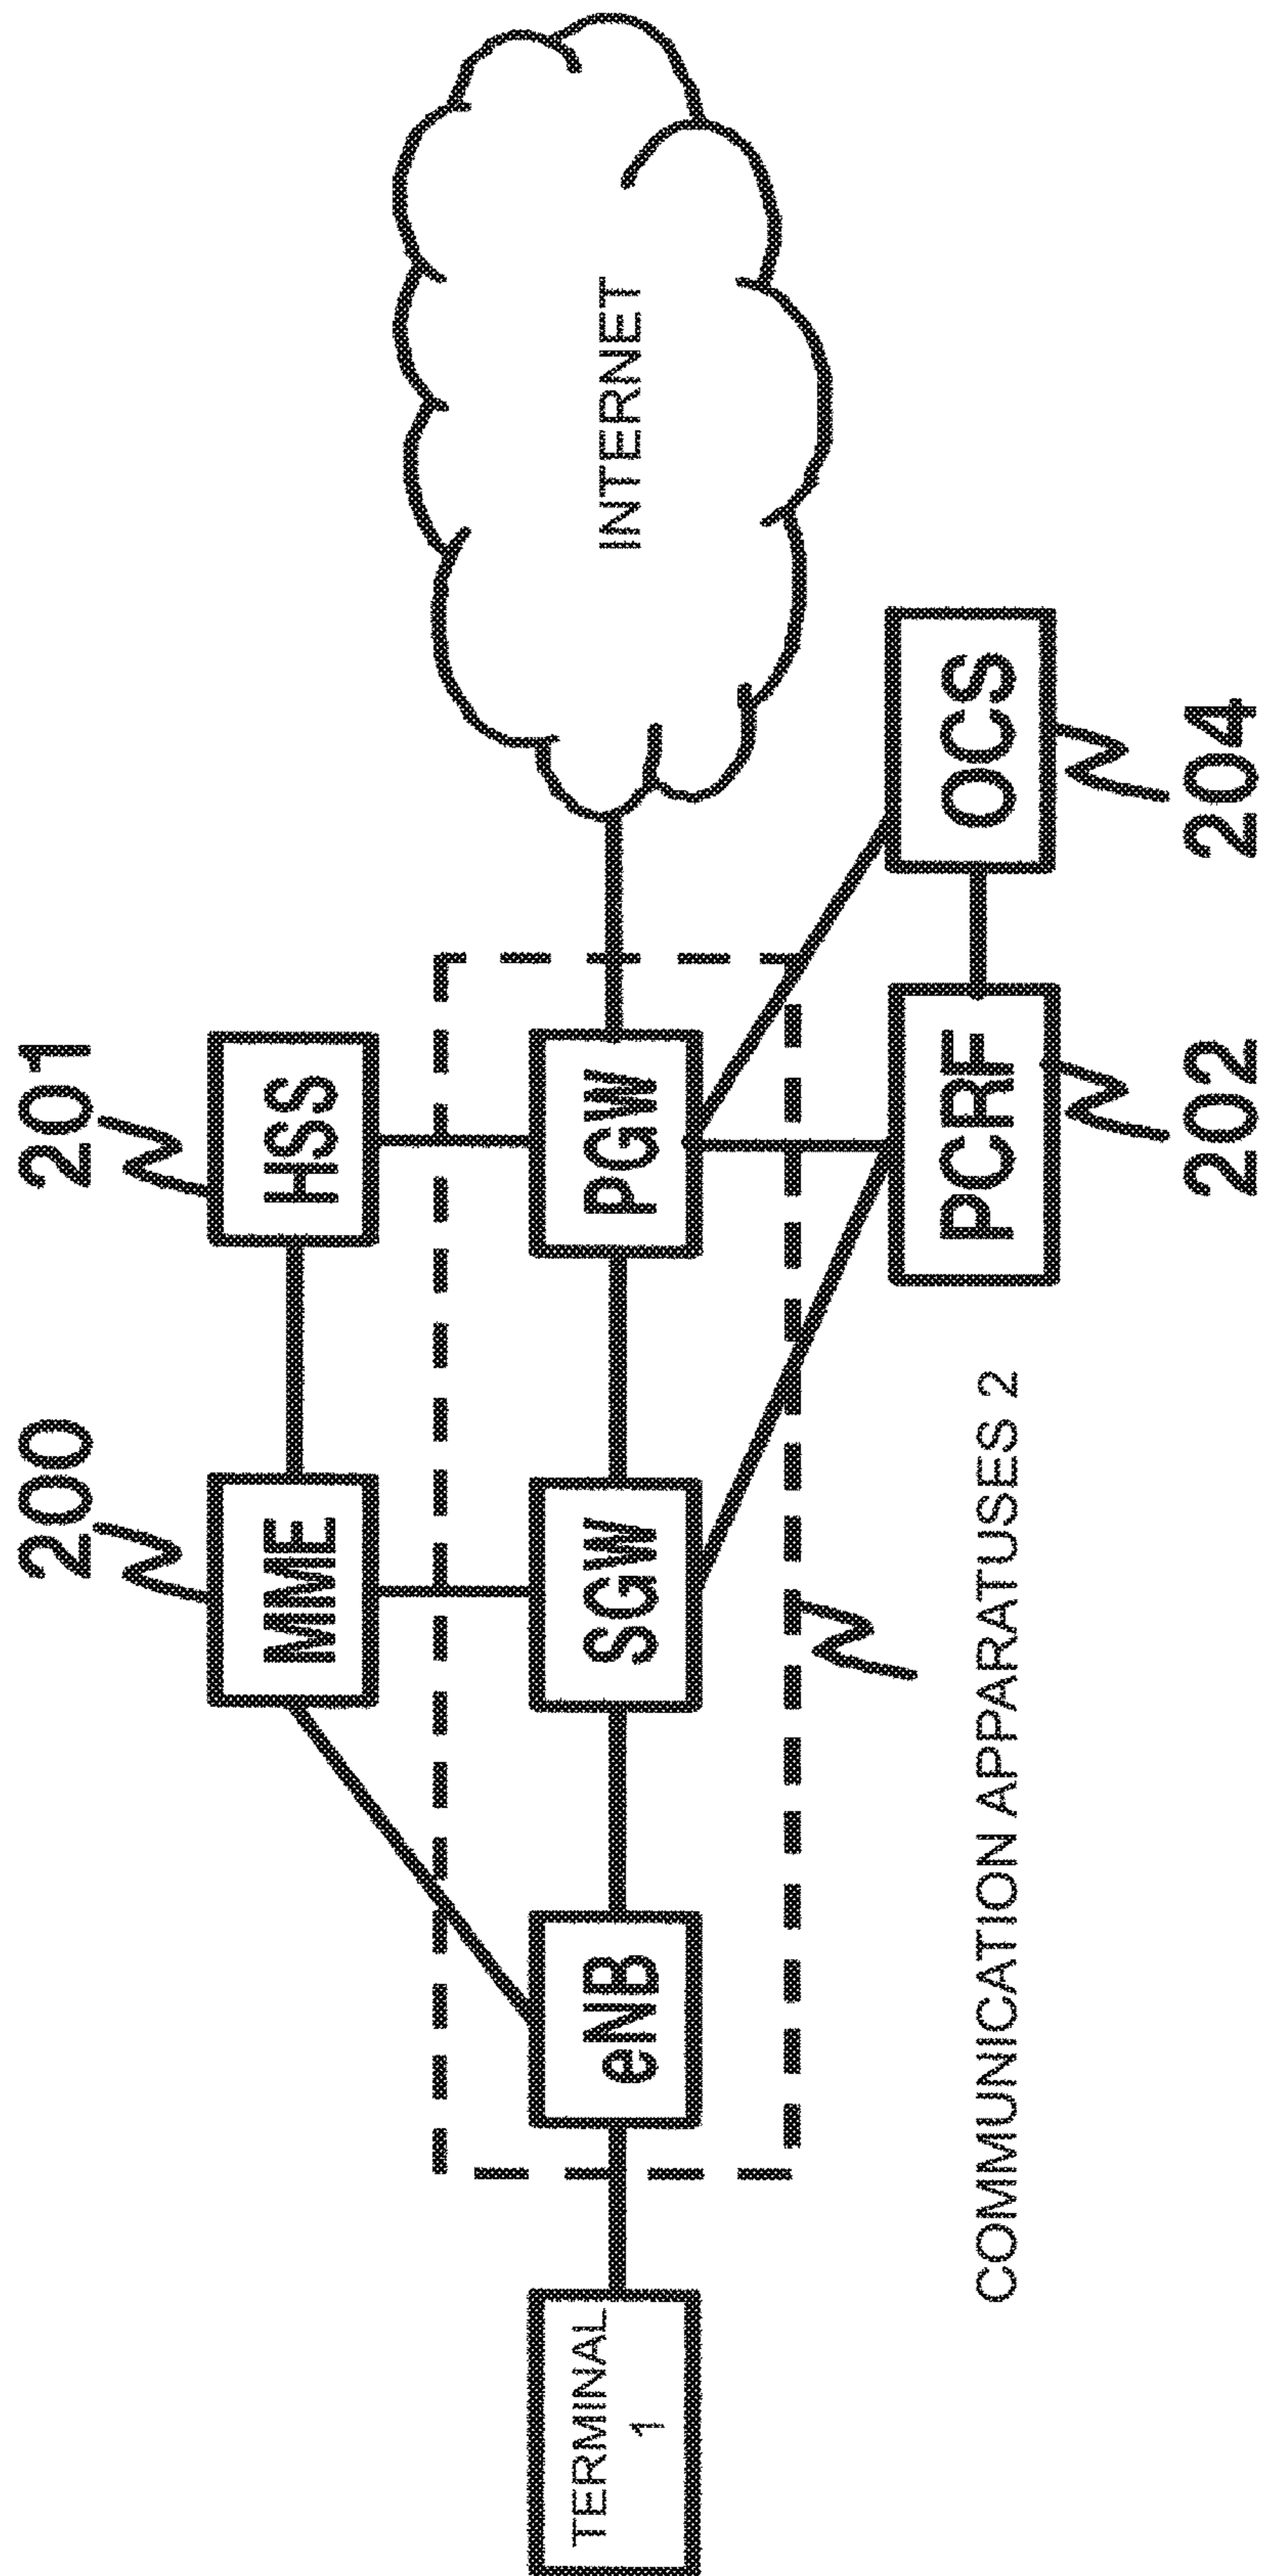 200
201
MME
HSS
TERMINAL
1
eNB
SGW
PGW
INTERNET
PCRF
OCS
COMMUNICATION APPARATUSES 2
202
204